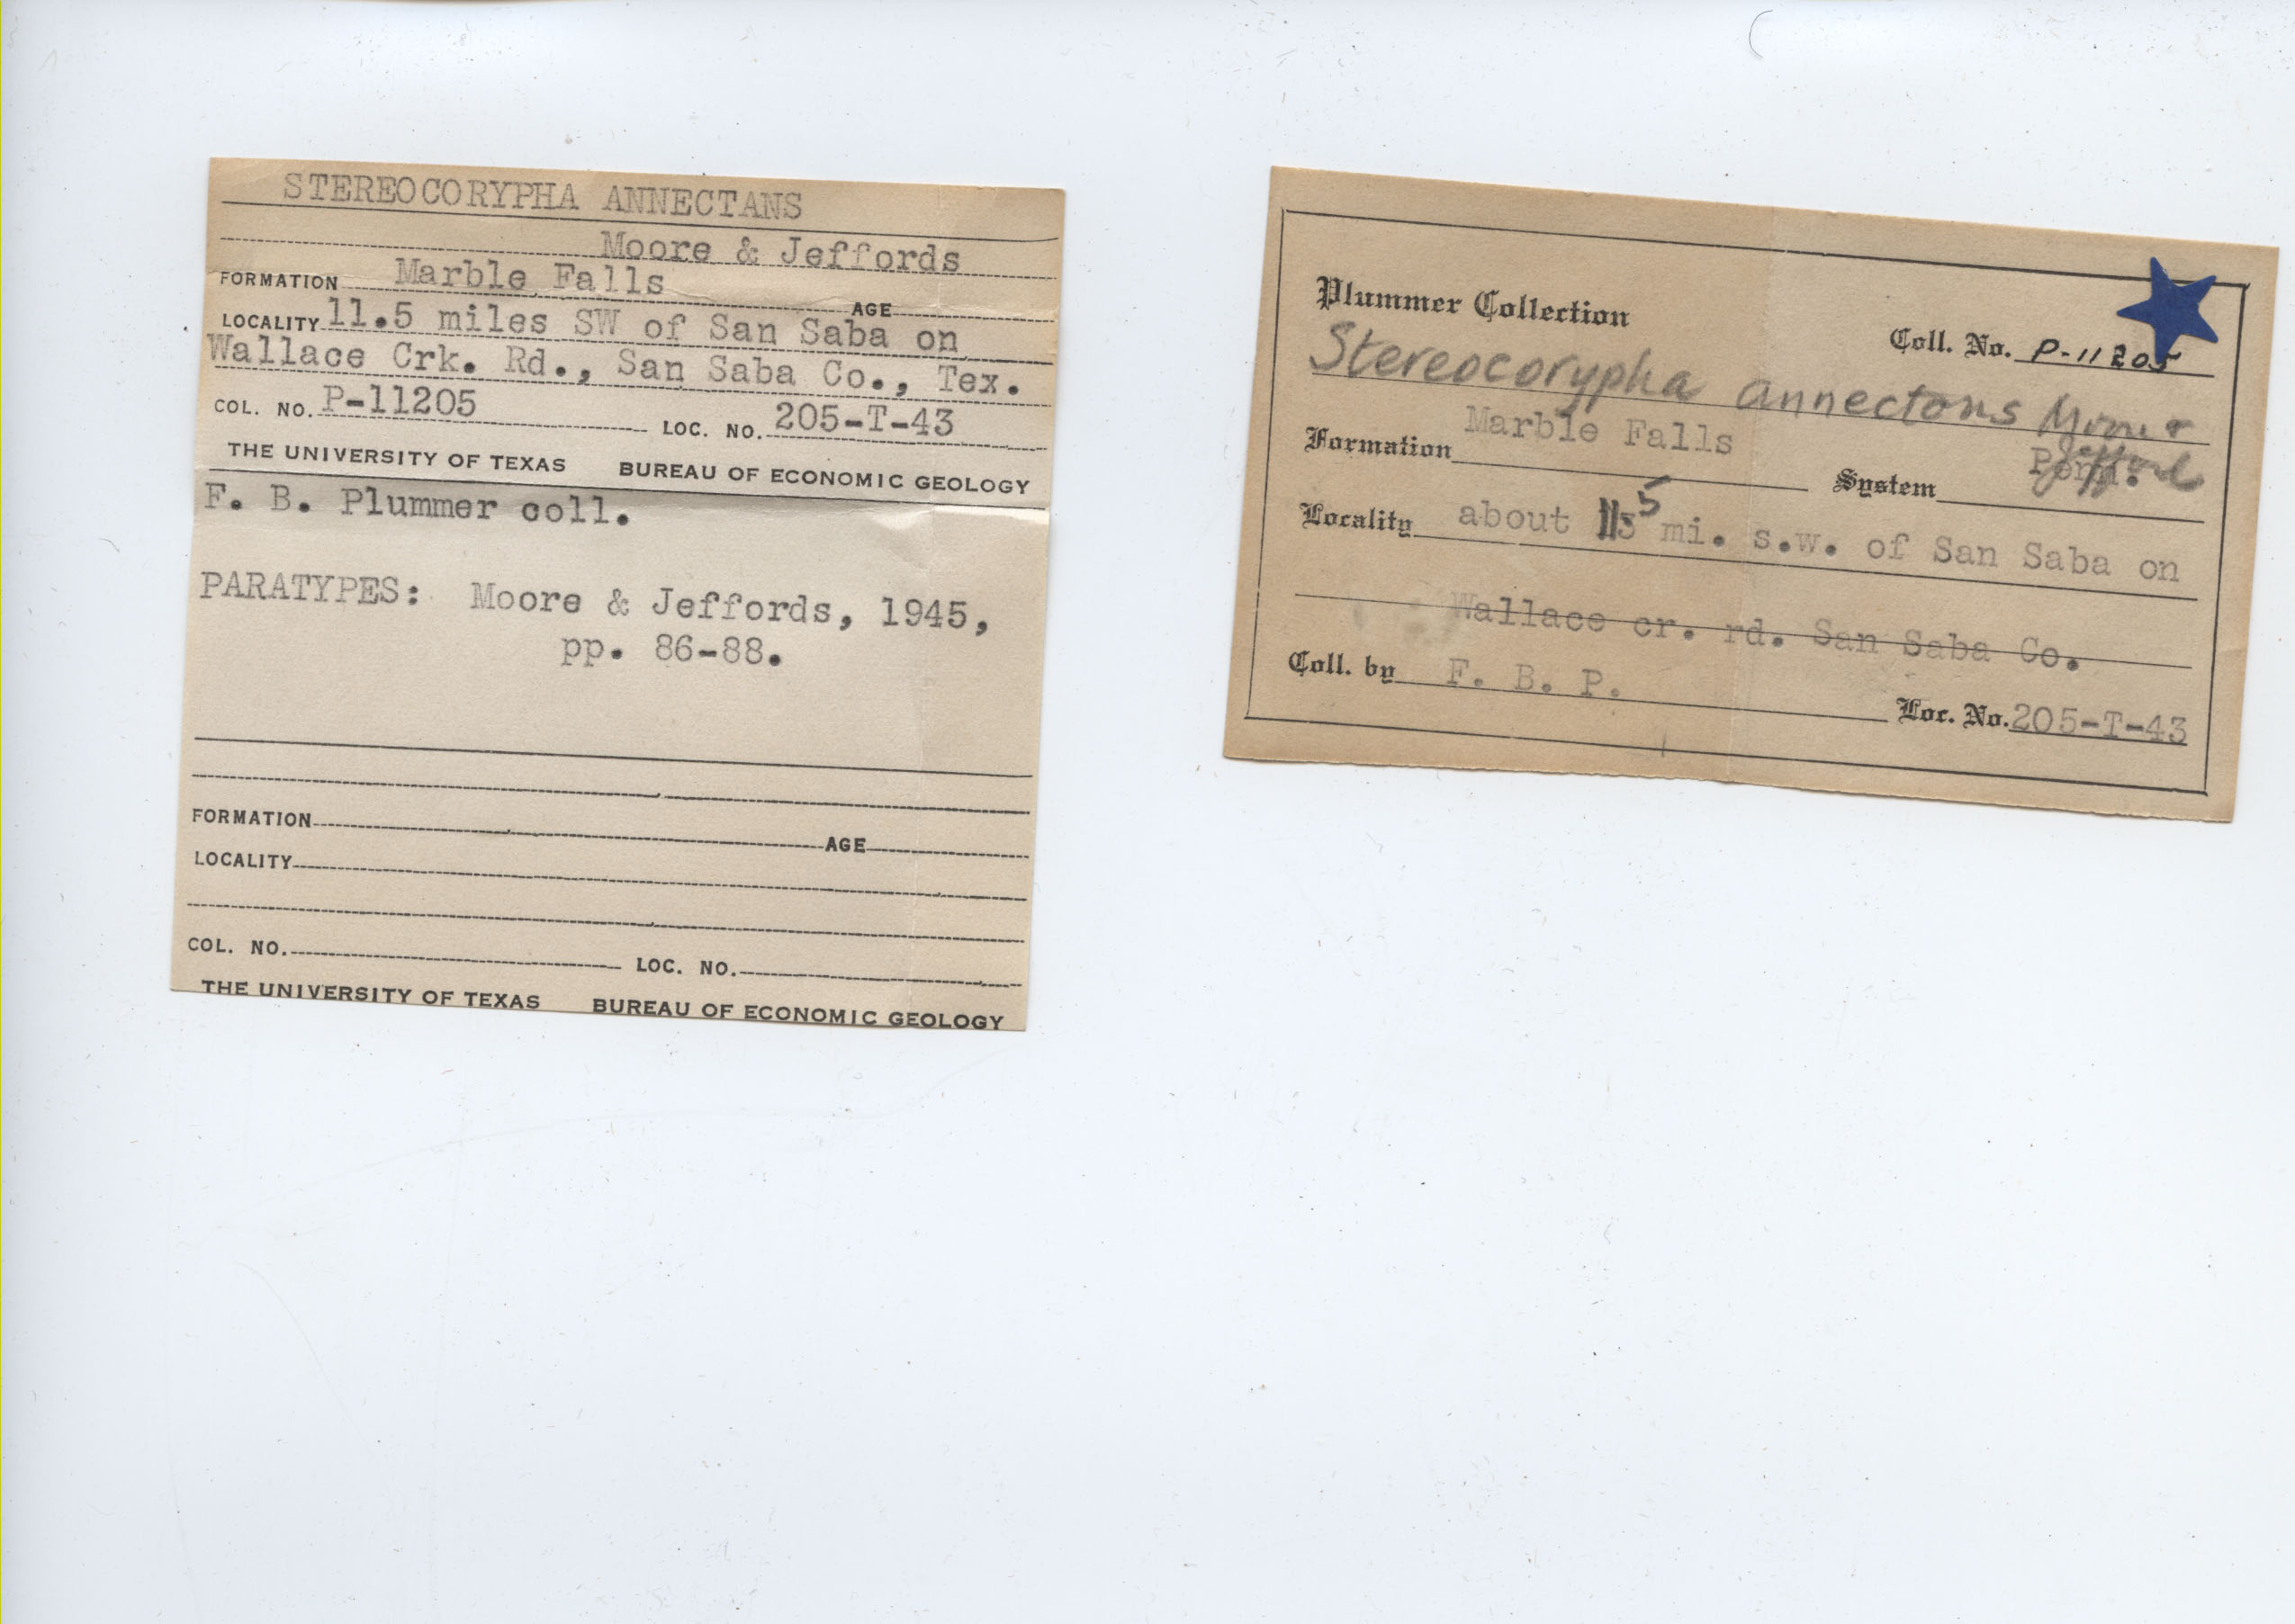 STEREOCORYPHA ANNECTANS
Moore & Jeffords
FORMATION Marble Falls AGE
LOCALITY 11.5 miles SW of San Saba on
Wallace Crk. Rd., San Saba Co., Tex.
COL. NO. P-11205 LOC. NO. 205-T-43
THE UNIVERSITY OF TEXAS BUREAU OF ECONOMIC GEOLOGY
F. B. Plummer coll.
PARATYPES: Moore & Jeffords, 1945,
pp. 86-88.
FORMATION AGE
LOCALITY
COL. NO. LOC. NO.
THE UNIVERSITY OF TEXAS BUREAU OF ECONOMIC GEOLOGY
Plummer Collection
Coll. No. P-11205
Stereocorypha annectans Moore &
Jefford
Formation Marble Falls System
Locality about 11 5 mi. s.w. of San Saba on
Wallace cr. rd. San Saba Co.
Coll. by F. B. P.
Loc. No. 205-T-43